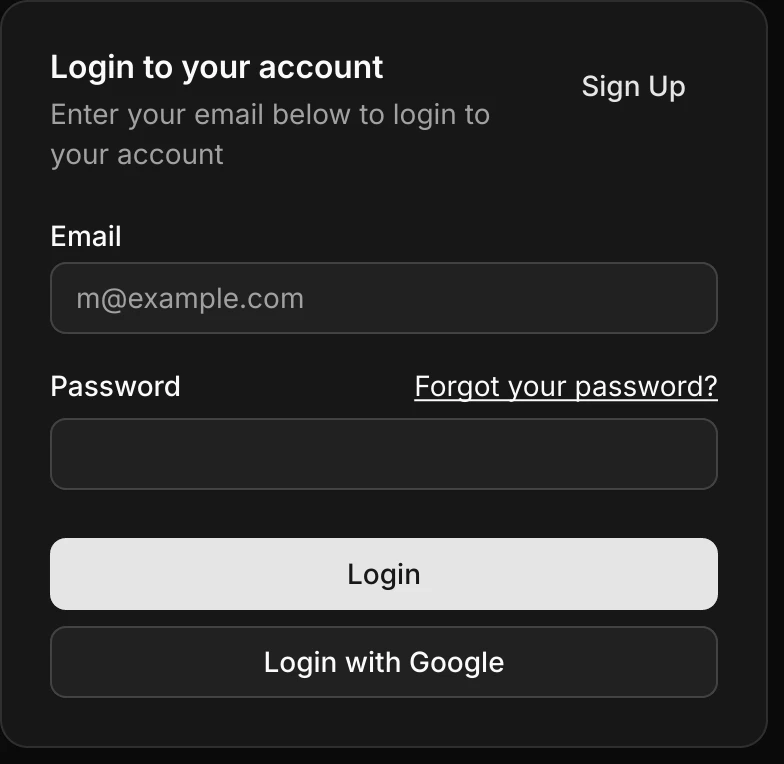 Login to your account
Sign Up
Enter your email below to login to
your account
Email
m@example.com
Password
Forgot your password?
Login
Login with Google